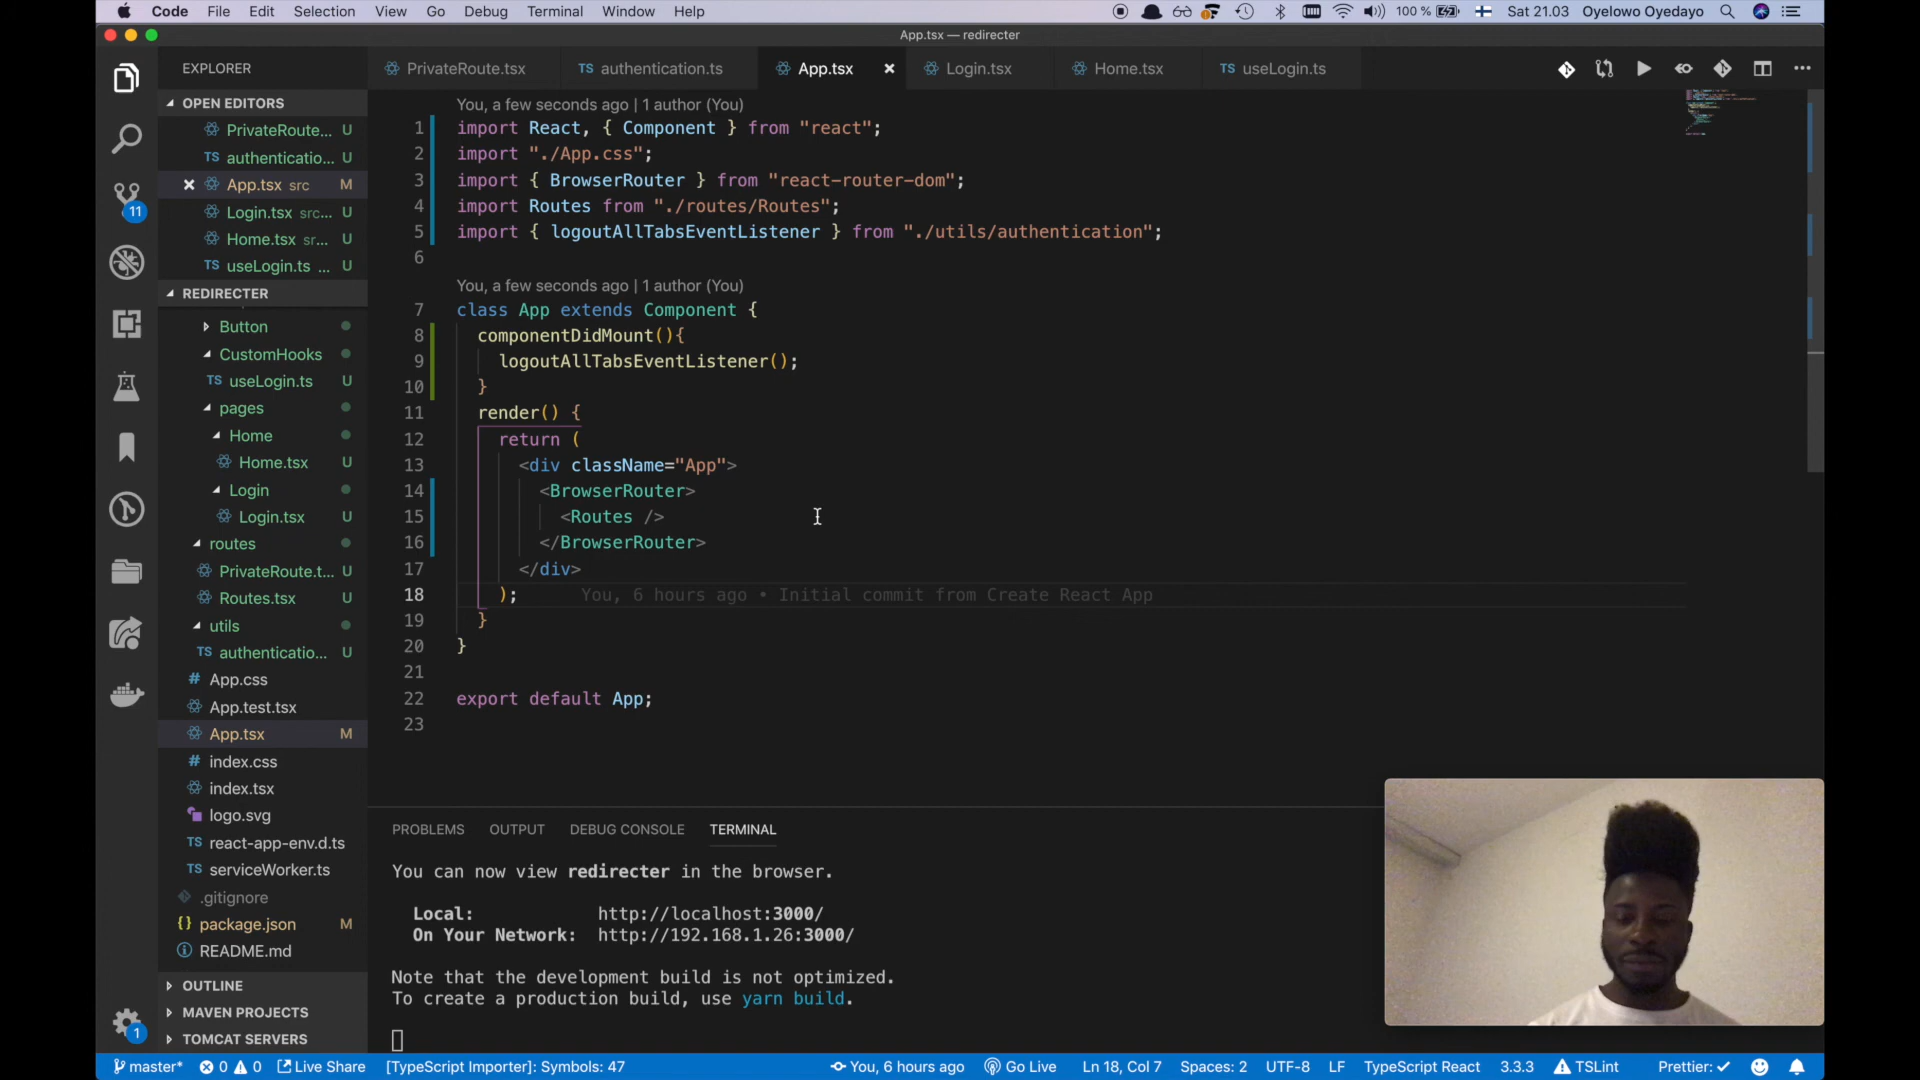 Code File Edit Selection View Go Debug Terminal Window Help 100 % Sat 21.03 Oyelowo Oyedayo
App.tsx — redirecter
EXPLORER
OPEN EDITORS
PrivateRoute... U
TS authenticatio... U
App.tsx src M
Login.tsx src... U
Home.tsx sr... U
TS useLogin.ts ... U
REDIRECTER
Button
CustomHooks
TS useLogin.ts U
pages
Home
Home.tsx U
Login
Login.tsx U
routes
PrivateRoute.t... U
Routes.tsx U
utils
TS authenticatio... U
# App.css
App.test.tsx
App.tsx M
# index.css
index.tsx
logo.svg
TS react-app-env.d.ts
TS serviceWorker.ts
.gitignore
{} package.json M
README.md
OUTLINE
MAVEN PROJECTS
TOMCAT SERVERS
11
1
PrivateRoute.tsx TS authentication.ts App.tsx × Login.tsx Home.tsx TS useLogin.ts
You, a few seconds ago | 1 author (You)
1 import React, { Component } from "react";
2 import "./App.css";
3 import { BrowserRouter } from "react-router-dom";
4 import Routes from "./routes/Routes";
5 import { logoutAllTabsEventListener } from "./utils/authentication";
6
You, a few seconds ago | 1 author (You)
7 class App extends Component {
8 componentDidMount(){
9 logoutAllTabsEventListener();
10 }
11 render() {
12 return (
13 <div className="App">
14 <BrowserRouter>
15 <Routes />
16 </BrowserRouter>
17 </div>
18 ); You, 6 hours ago • Initial commit from Create React App
19 }
20 }
21
22 export default App;
23
PROBLEMS OUTPUT DEBUG CONSOLE TERMINAL
You can now view redirecter in the browser.
Local: http://localhost:3000/
On Your Network: http://192.168.1.26:3000/
Note that the development build is not optimized.
To create a production build, use yarn build.
master* 0 0 Live Share [TypeScript Importer]: Symbols: 47 You, 6 hours ago Go Live Ln 18, Col 7 Spaces: 2 UTF-8 LF TypeScript React 3.3.3 TSLint Prettier: ✓